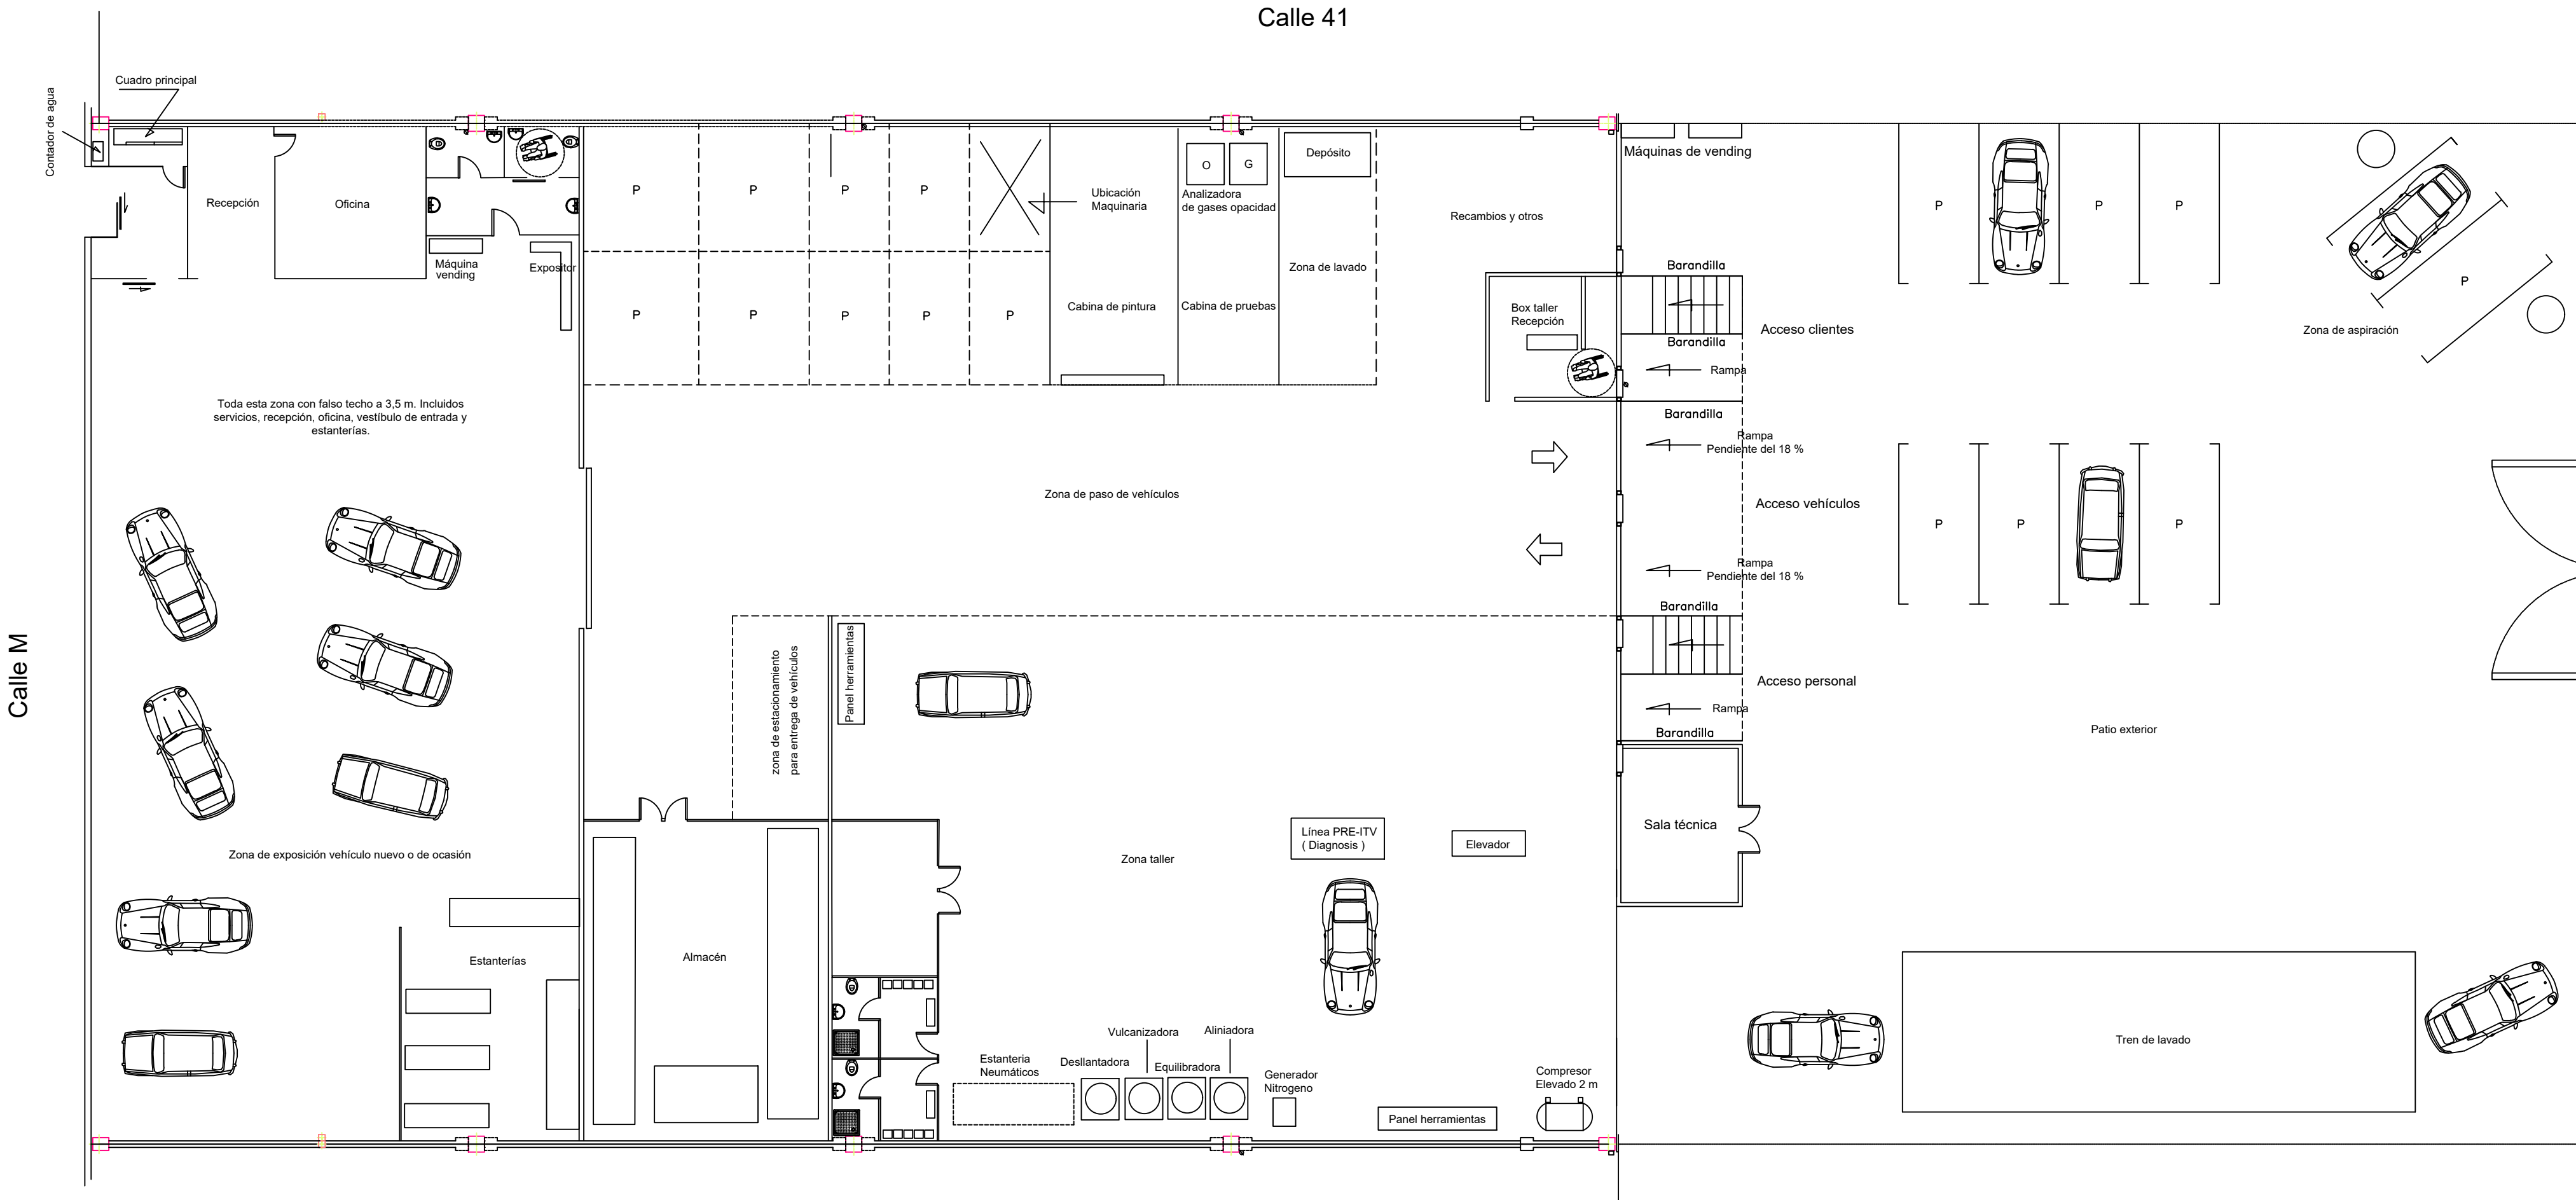 Calle 41
Cuadro principal
Contador de agua
Recepción
Oficina
Máquina
vending
Expositor
P
P
P
P
P
P
P
P
P
Ubicación
Maquinaria
Cabina de pintura
O
G
Analizadora
de gases opacidad
Cabina de pruebas
Depósito
Zona de lavado
Recambios y otros
Box taller
Recepción
Máquinas de vending
Barandilla
Acceso clientes
Barandilla
Rampa
Barandilla
Rampa
Pendiente del 18 %
Acceso vehículos
Rampa
Pendiente del 18 %
Barandilla
Acceso personal
Rampa
Barandilla
Sala técnica
P
P
P
P
Zona de aspiración
P
P
P
P
Patio exterior
Tren de lavado
Toda esta zona con falso techo a 3,5 m. Incluidos
servicios, recepción, oficina, vestíbulo de entrada y
estanterías.
Zona de paso de vehículos
Calle M
zona de estacionamiento
para entrega de vehículos
Panel herramientas
Zona de exposición vehículo nuevo o de ocasión
Estanterías
Almacén
Zona taller
Línea PRE-ITV
( Diagnosis )
Elevador
Estanteria
Neumáticos
Desllantadora
Vulcanizadora
Equilibradora
Aliniadora
Generador
Nitrogeno
Panel herramientas
Compresor
Elevado 2 m